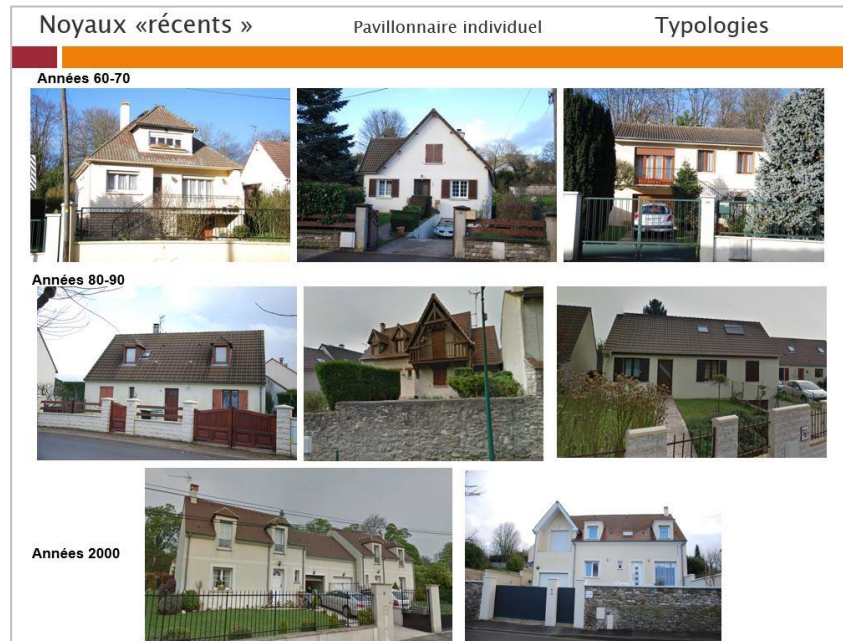 Noyaux «récents »
Pavillonnaire individuel
Typologies
Années 60-70
Années 80-90
Années 2000